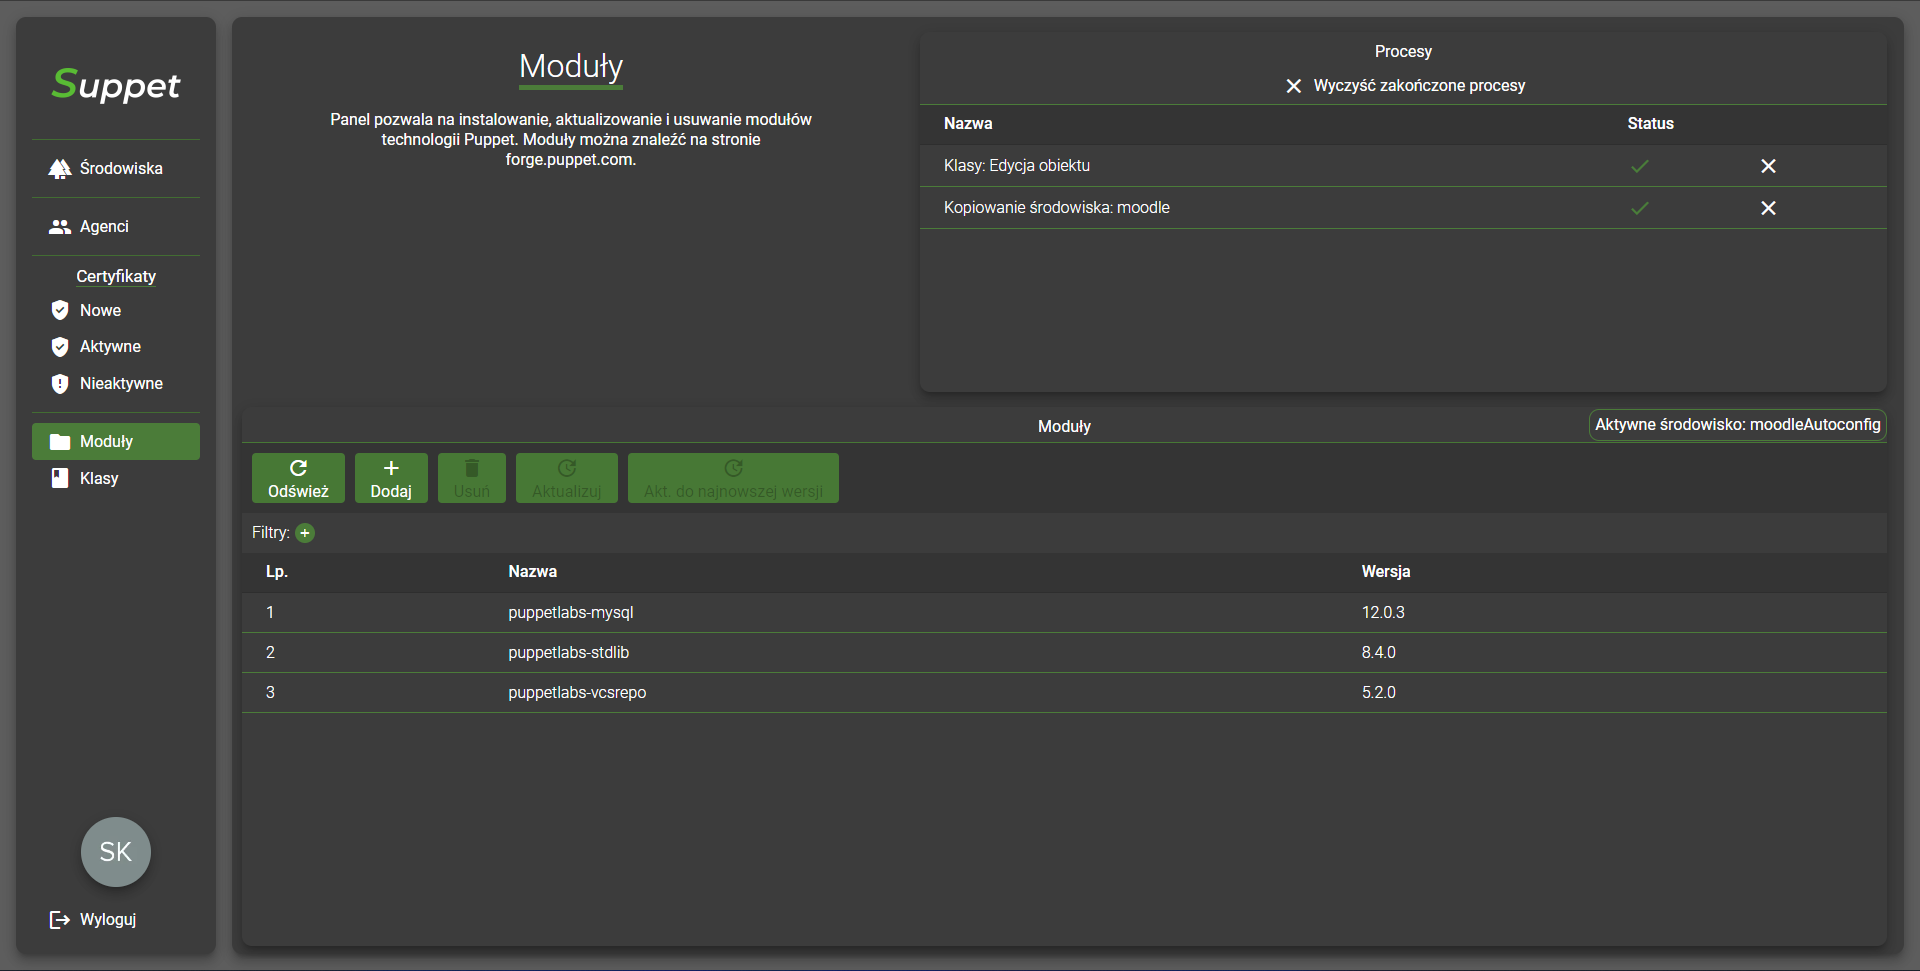 Suppet
Środowiska
Agenci
Certyfikaty
Nowe
Aktywne
Nieaktywne
Moduły
Klasy
SK
Wyloguj
Moduły
Panel pozwala na instalowanie, aktualizowanie i usuwanie modułów
technologii Puppet. Moduły można znaleźć na stronie
forge.puppet.com.
Procesy
Wyczyść zakończone procesy
Nazwa Status
Klasy: Edycja obiektu
Kopiowanie środowiska: moodle
Moduły
Aktywne środowisko: moodleAutoconfig
Odśwież Dodaj Usuń Aktualizuj Akt. do najnowszej wersji
Filtry:
Lp. Nazwa Wersja
1 puppetlabs-mysql 12.0.3
2 puppetlabs-stdlib 8.4.0
3 puppetlabs-vcsrepo 5.2.0